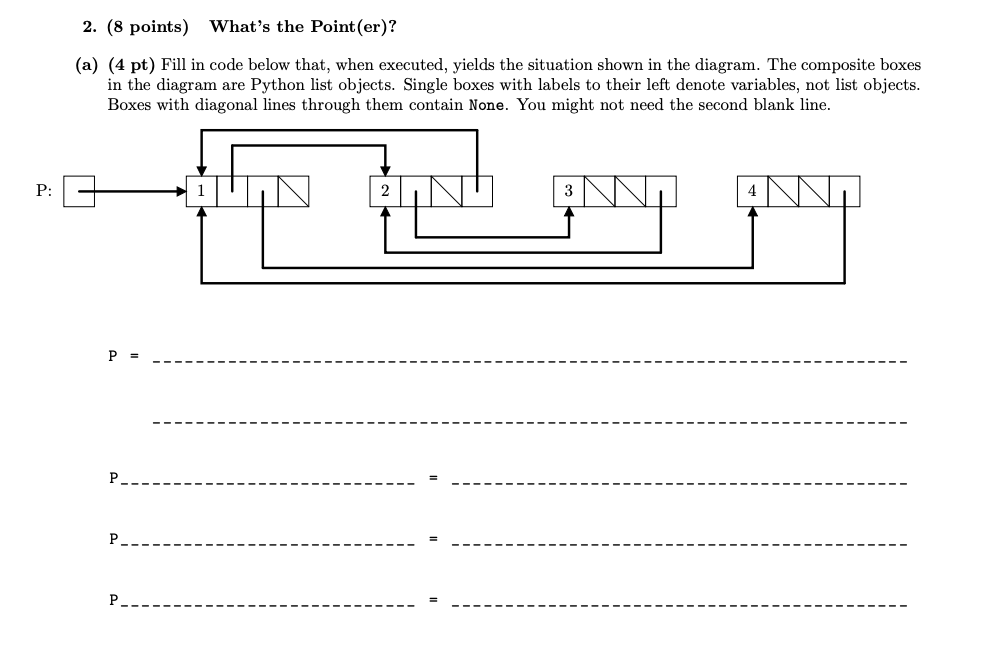 2. (8 points) What's the Point(er)?
(a) (4 pt) Fill in code below that, when executed, yields the situation shown in the diagram. The composite boxes
in the diagram are Python list objects. Single boxes with labels to their left denote variables, not list objects.
Boxes with diagonal lines through them contain None. You might not need the second blank line.
P: 1 2 3 4
P =
P =
P =
P =